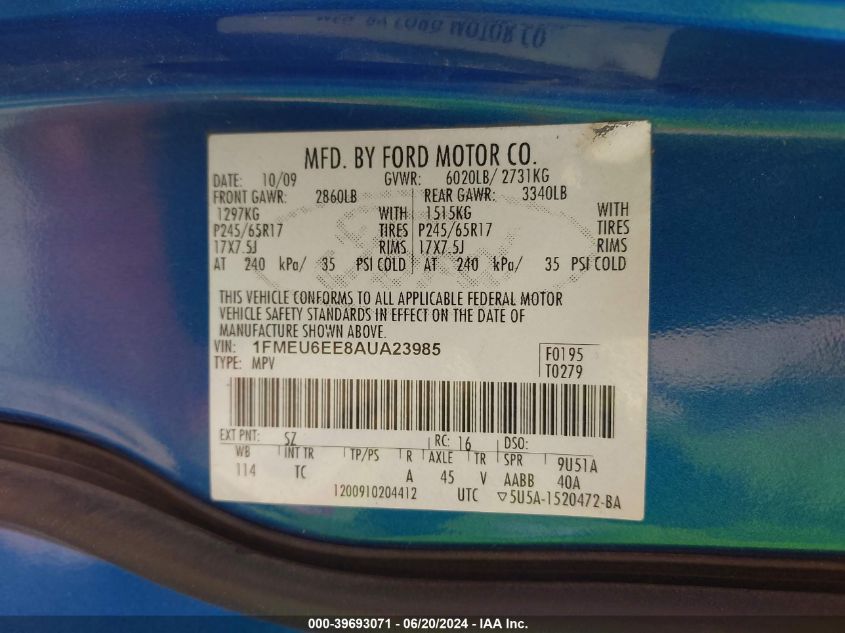 BY FORD MOTOR CO
MFD. BY FORD MOTOR CO.
DATE: 10/09 GVWR: 6020LB/ 2731KG
FRONT GAWR: 2860LB REAR GAWR: 3340LB
1297KG WITH 1515KG WITH
P245/65R17 TIRES P245/65R17 TIRES
17X7.5J RIMS 17X7.5J RIMS
AT 240 kPa/ 35 PSI COLD AT 240 kPa/ 35 PSI COLD
THIS VEHICLE CONFORMS TO ALL APPLICABLE FEDERAL MOTOR
VEHICLE SAFETY STANDARDS IN EFFECT ON THE DATE OF
MANUFACTURE SHOWN ABOVE.
VIN: 1FMEU6EE8AUA23985 F0195
TYPE: MPV T0279
EXT PNT: SZ RC: 16 DSO:
WB INT TR TP/PS R AXLE TR SPR 9U51A
114 TC A 45 V AABB 40A
1200910204412 UTC ▽5U5A-1520472-BA
000-39693071 - 06/20/2024 - IAA Inc.